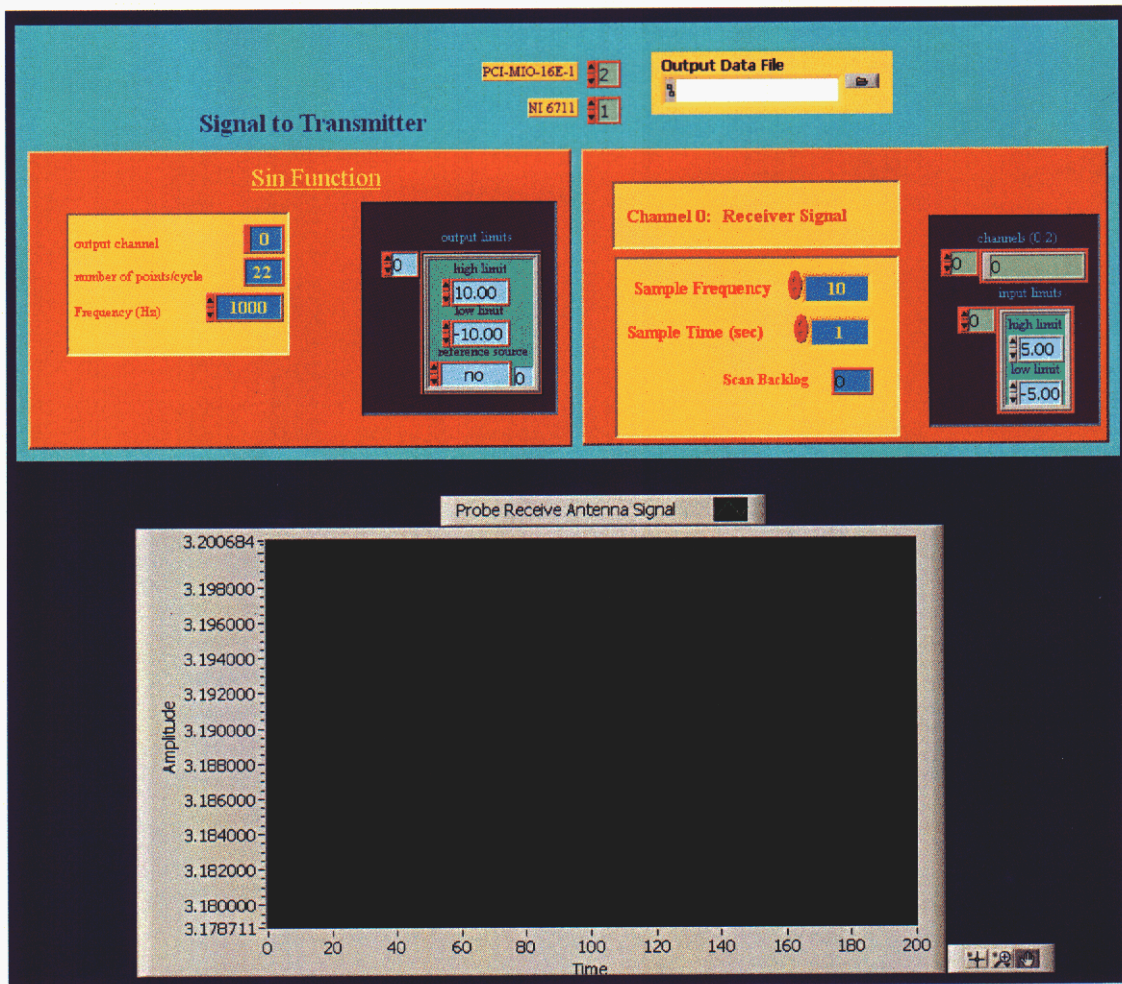 PCI-MIO-16E-1 2
Output Data File
NI 6711 1
Signal to Transmitter
Sin Function
output channel 0
number of points/cycle 22
Frequency (Hz) 1000
output limits
0
high limit
10.00
low limit
-10.00
reference source
no 0
Channel 0: Receiver Signal
Sample Frequency 10
Sample Time (sec) 1
Scan Backlog 0
channels (0 2)
0 0
input limits
0
high limit
5.00
low limit
-5.00
Probe Receive Antenna Signal
Amplitude
3.200684
3.198000
3.196000
3.194000
3.192000
3.190000
3.188000
3.186000
3.184000
3.182000
3.180000
3.178711
0 20 40 60 80 100 120 140 160 180 200
Time